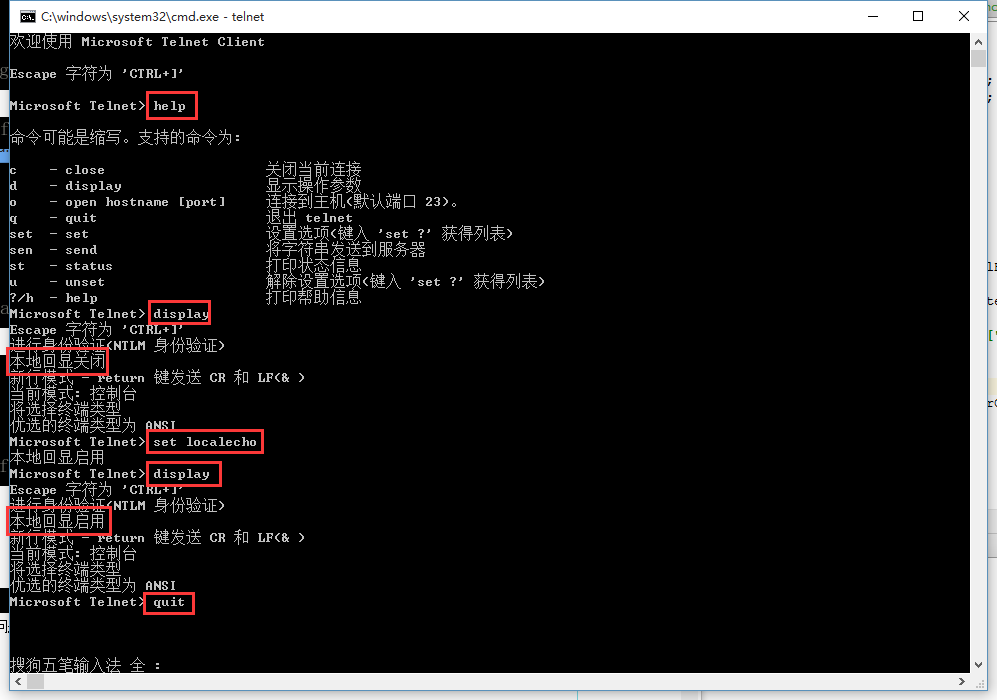 C:\windows\system32\cmd.exe - telnet
欢迎使用 Microsoft Telnet Client
Escape 字符为 'CTRL+]'
Microsoft Telnet> help
命令可能是缩写。支持的命令为:
c - close 关闭当前连接
d - display 显示操作参数
o - open hostname [port] 连接到主机(默认端口 23)。
q - quit 退出 telnet
set - set 设置选项(键入 'set ?' 获得列表)
sen - send 将字符串发送到服务器
st - status 打印状态信息
u - unset 解除设置选项(键入 'set ?' 获得列表)
?/h - help 打印帮助信息
Microsoft Telnet> display
Escape 字符为 'CTRL+]'
进行身份验证(NTLM 身份验证)
本地回显关闭
新行模式 - return 键发送 CR 和 LF(& )
当前模式: 控制台
将选择终端类型
优选的终端类型为 ANSI
Microsoft Telnet> set localecho
本地回显启用
Microsoft Telnet> display
Escape 字符为 'CTRL+]'
进行身份验证(NTLM 身份验证)
本地回显启用
新行模式 - return 键发送 CR 和 LF(& )
当前模式: 控制台
将选择终端类型
优选的终端类型为 ANSI
Microsoft Telnet> quit
搜狗五笔输入法 全 :